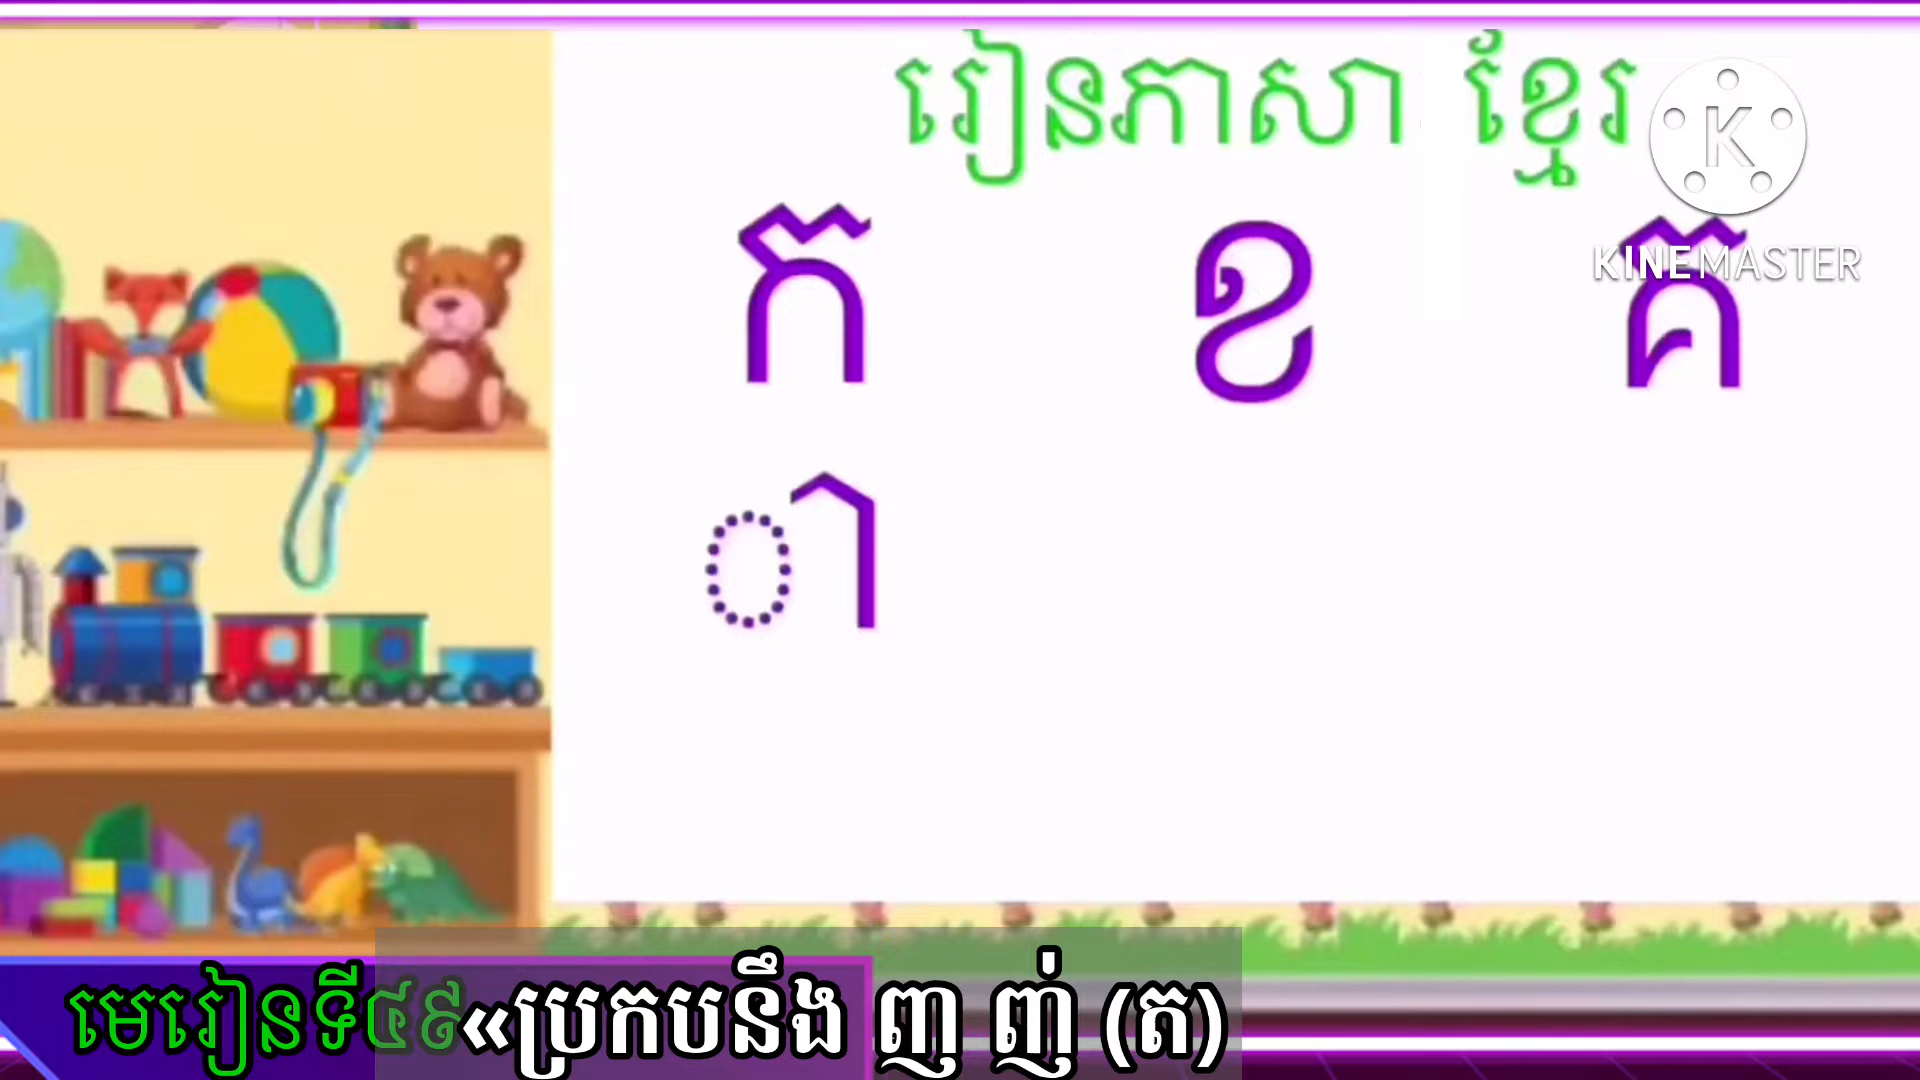 រៀនភាសា ខ្មែរ
ក ខ គ
ា
KINEMASTER
មេរៀនទី៤៩«ប្រកបនឹង ញ ញ់ (ត)